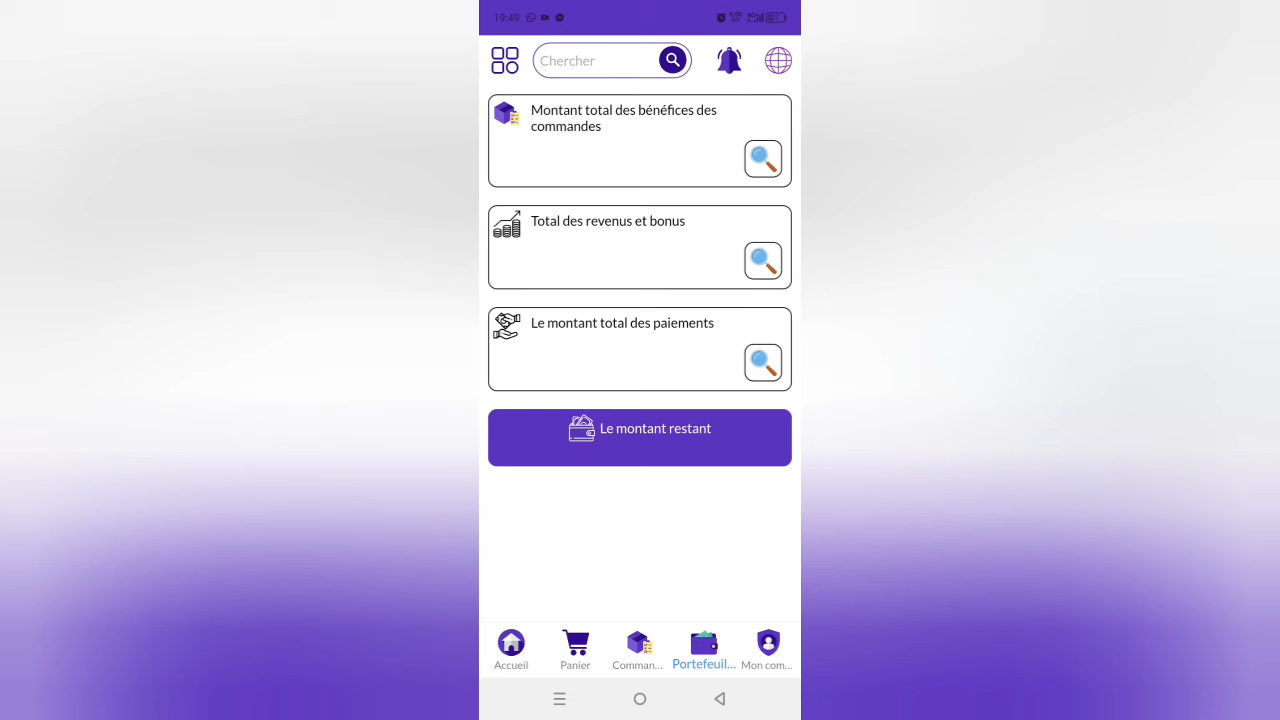 19:49
Chercher
Montant total des bénéfices des
commandes
Total des revenus et bonus
Le montant total des paiements
Le montant restant
Accueil
Panier
Comman...
Portefeuil...
Mon com...